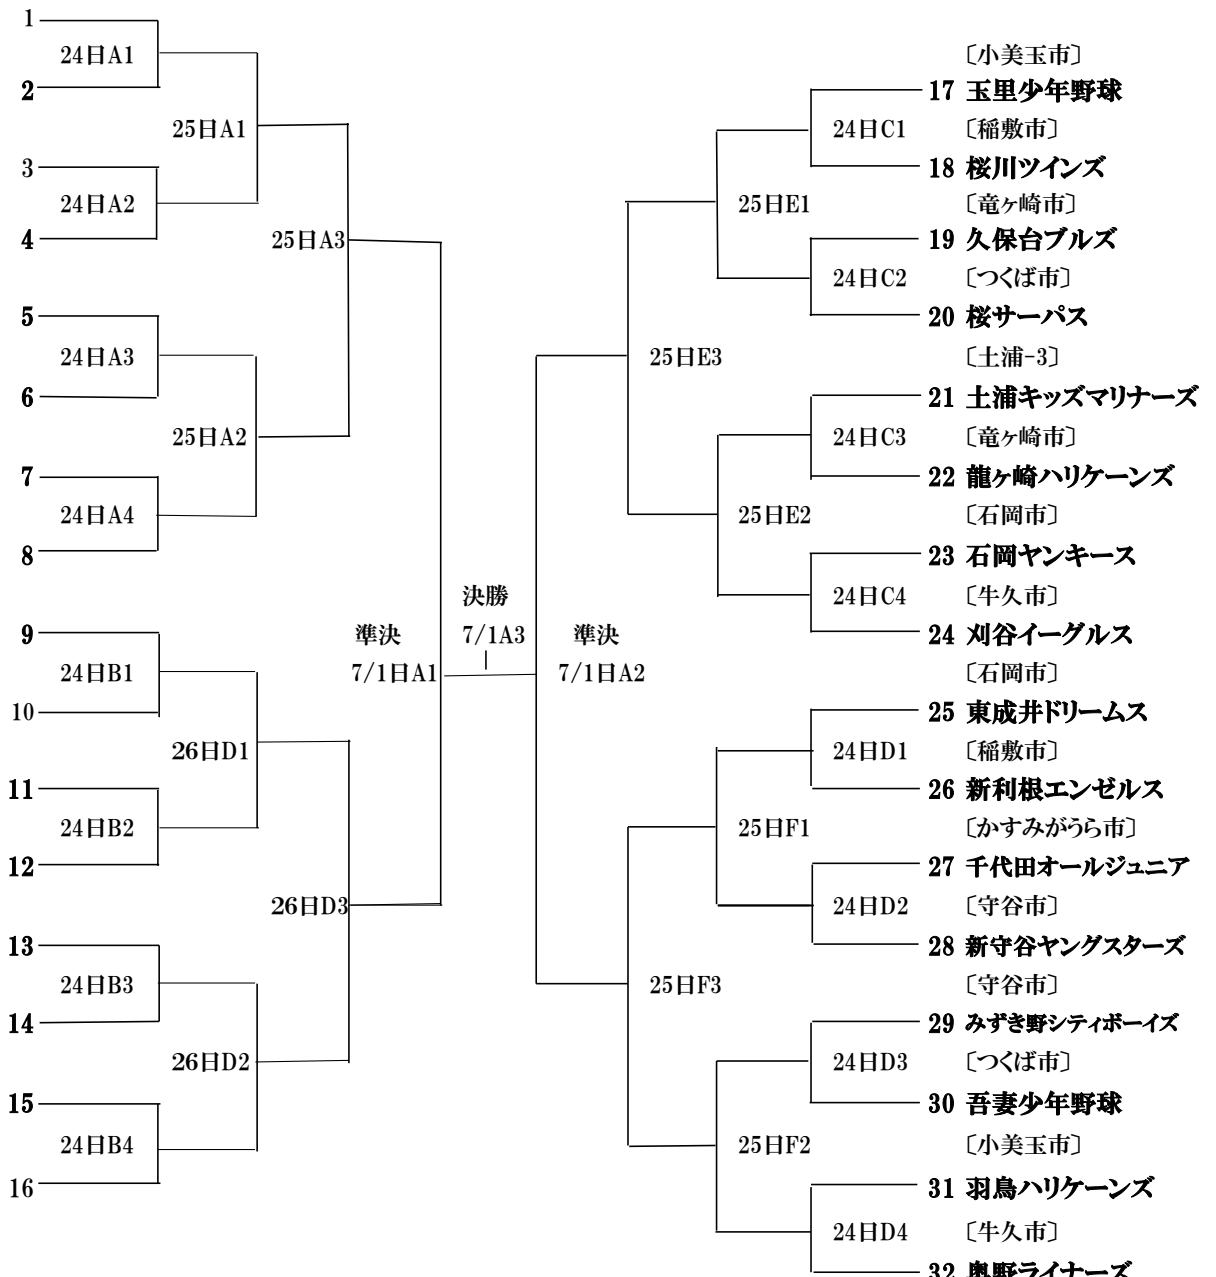 1
24日A1
2
25日A1
3
24日A2
4
25日A3
5
24日A3
6
25日A2
7
24日A4
8
準決
7/1日A1
9
24日B1
10
26日D1
11
24日B2
12
26日D3
13
24日B3
14
26日D2
15
24日B4
16
決勝
7/1A3
準決
7/1日A2
〔小美玉市〕
17 玉里少年野球
24日C1
〔稲敷市〕
18 桜川ツインズ
25日E1
〔竜ヶ崎市〕
19 久保台ブルズ
24日C2
〔つくば市〕
20 桜サーパス
25日E3
〔土浦-3〕
21 土浦キッズマリナーズ
24日C3
〔竜ヶ崎市〕
22 龍ヶ崎ハリケーンズ
25日E2
〔石岡市〕
23 石岡ヤンキース
24日C4
〔牛久市〕
24 刈谷イーグルス
〔石岡市〕
25 東成井ドリームス
24日D1
〔稲敷市〕
26 新利根エンゼルス
25日F1
〔かすみがうら市〕
27 千代田オールジュニア
24日D2
〔守谷市〕
28 新守谷ヤングスターズ
25日F3
〔守谷市〕
29 みずき野シティボーイズ
24日D3
〔つくば市〕
30 吾妻少年野球
25日F2
〔小美玉市〕
31 羽鳥ハリケーンズ
24日D4
〔牛久市〕
32 奥野ライナーズ